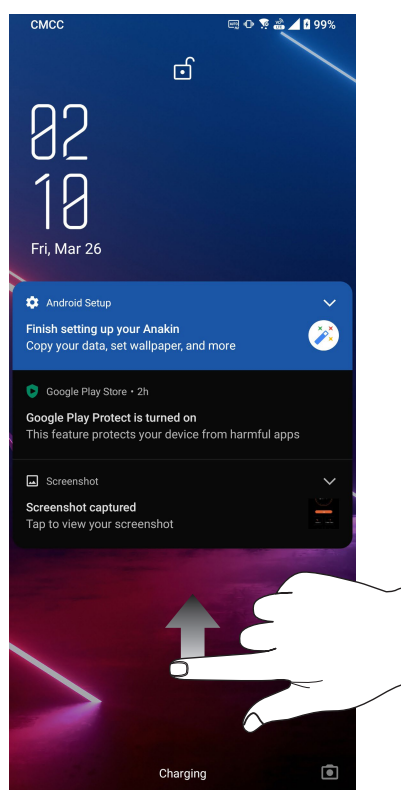 CMCC 99%
02
10
Fri, Mar 26
Android Setup
Finish setting up your Anakin
Copy your data, set wallpaper, and more
Google Play Store • 2h
Google Play Protect is turned on
This feature protects your device from harmful apps
Screenshot
Screenshot captured
Tap to view your screenshot
Charging